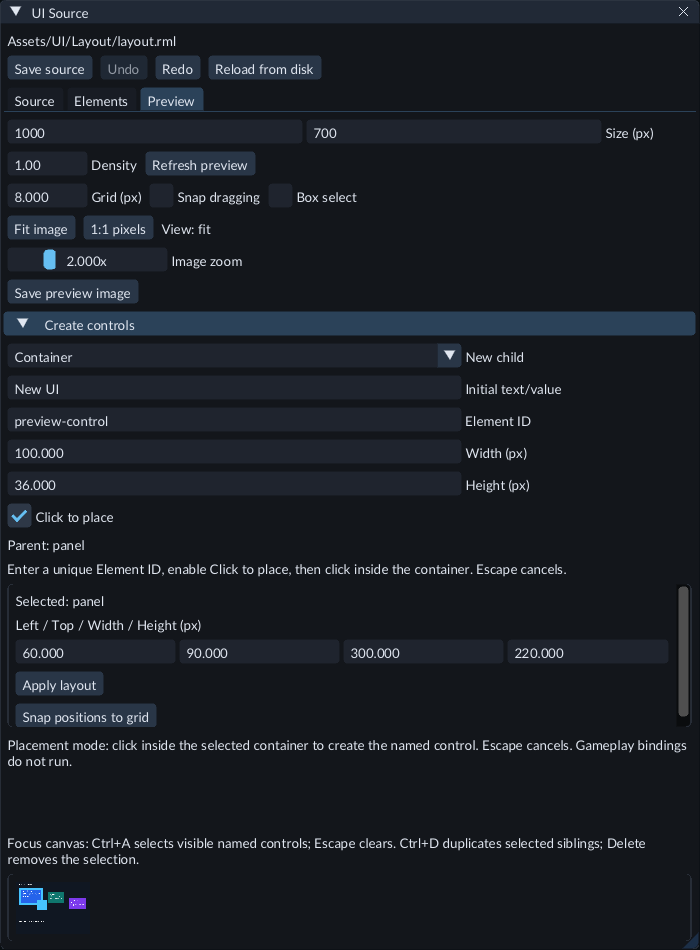 UI Source
Assets/UI/Layout/layout.rml
Save source Undo Redo Reload from disk
Source Elements Preview
1000 700 Size (px)
1.00 Density Refresh preview
8.000 Grid (px) Snap dragging Box select
Fit image 1:1 pixels View: fit
2.000x Image zoom
Save preview image
Create controls
Container New child
New UI Initial text/value
preview-control Element ID
100.000 Width (px)
36.000 Height (px)
Click to place
Parent: panel
Enter a unique Element ID, enable Click to place, then click inside the container. Escape cancels.
Selected: panel
Left / Top / Width / Height (px)
60.000 90.000 300.000 220.000
Apply layout
Snap positions to grid
Placement mode: click inside the selected container to create the named control. Escape cancels. Gameplay bindings
do not run.
Focus canvas: Ctrl+A selects visible named controls; Escape clears. Ctrl+D duplicates selected siblings; Delete
removes the selection.